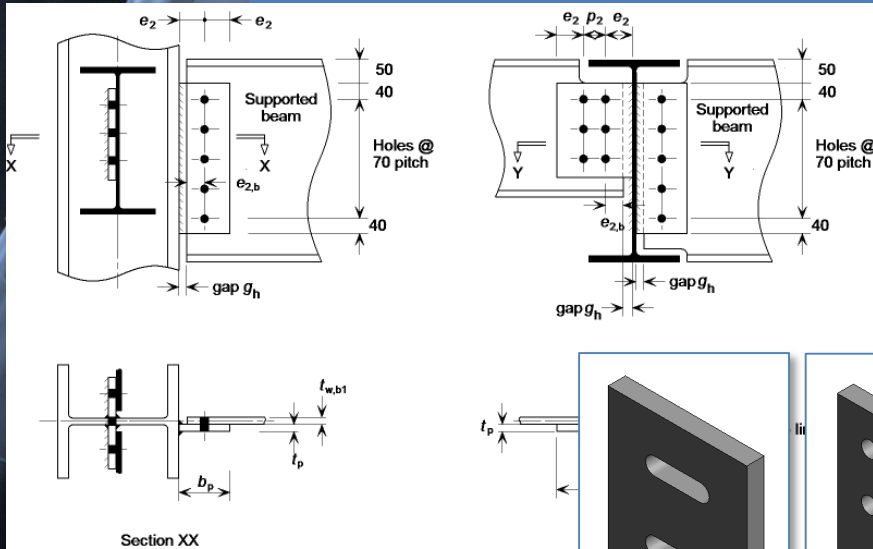 e2 e2
50
40
Supported
beam
Holes @
70 pitch
X X
e2,b
40
gap gh
e2 p2 e2
50
40
Supported
beam
Holes @
70 pitch
Y Y
e2,b
40
gap gh
gap gh
tw,b1
tp
bp
Section XX
tp